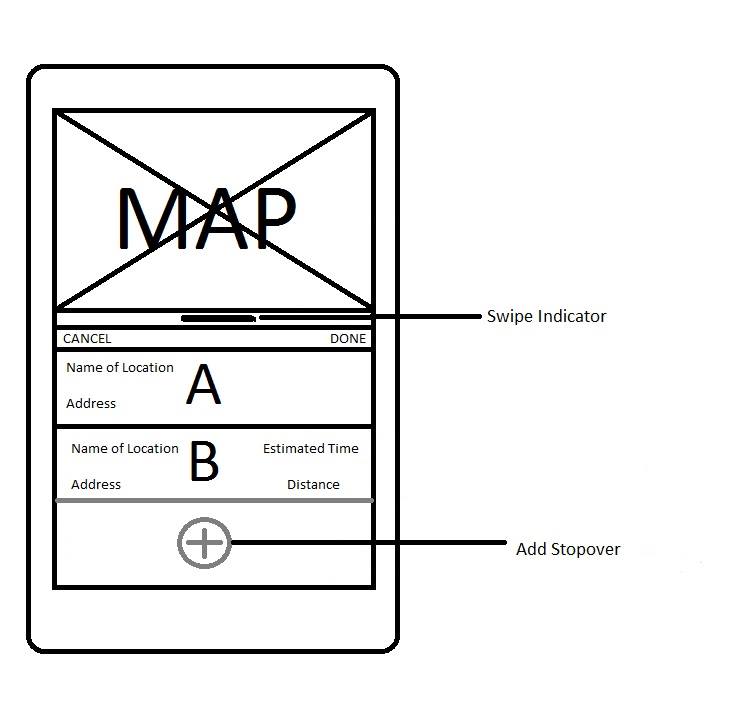 MAP
Swipe Indicator
CANCEL DONE
Name of Location
A
Address
Name of Location
B
Estimated Time
Address
Distance
Add Stopover